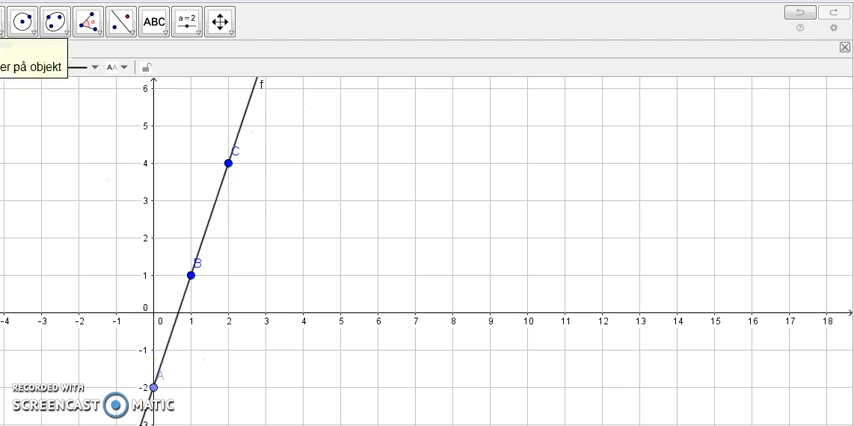 ABC
a=2
er på objekt
AA
f
6
5
C
4
3
2
B
1
0
-4 -3 -2 -1 0 1 2 3 4 5 6 7 8 9 10 11 12 13 14 15 16 17 18
-1
A
-2
RECORDED WITH
SCREENCAST MATIC
-3